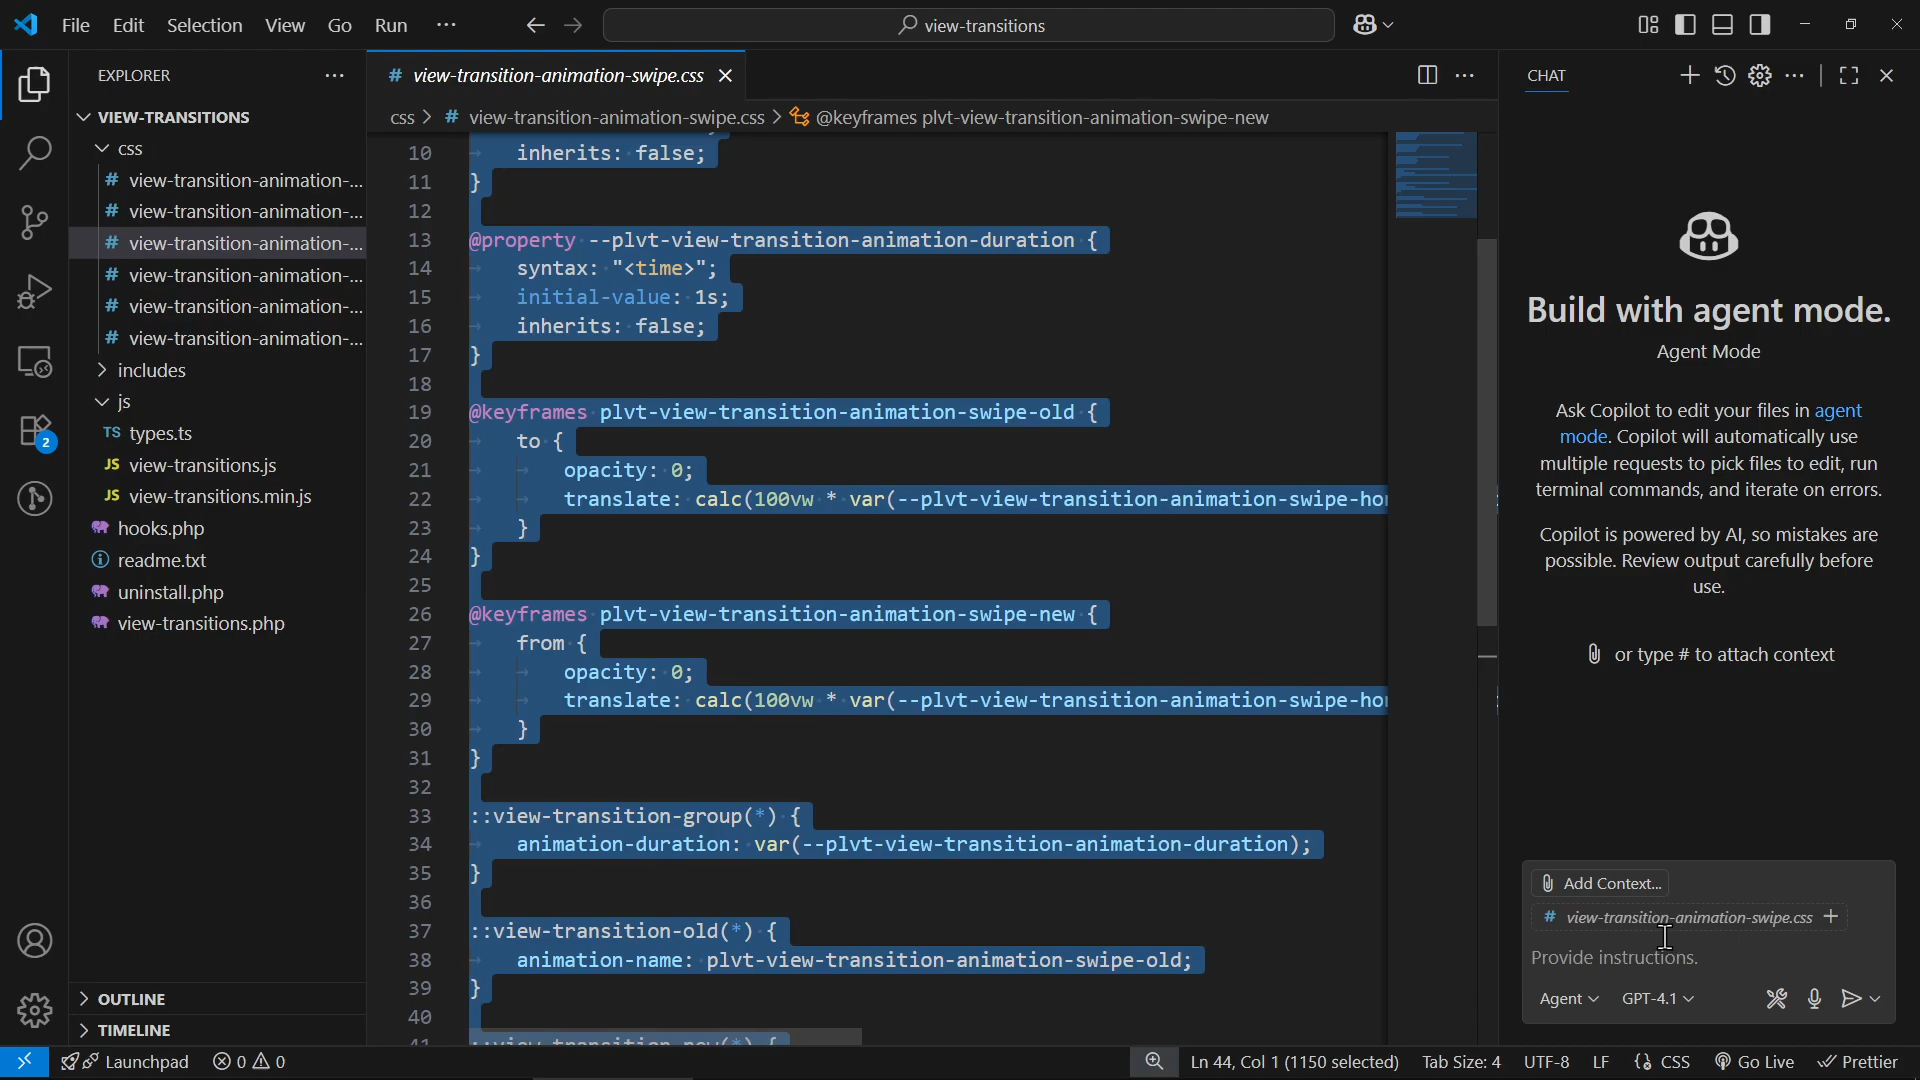 File Edit Selection View Go Run ··· view-transitions
EXPLORER ···
VIEW-TRANSITIONS
css
view-transition-animation-...
view-transition-animation-...
view-transition-animation-...
view-transition-animation-...
view-transition-animation-...
view-transition-animation-...
includes
js
TS types.ts
JS view-transitions.js
JS view-transitions.min.js
hooks.php
readme.txt
uninstall.php
view-transitions.php
OUTLINE
TIMELINE
2
# view-transition-animation-swipe.css
css > # view-transition-animation-swipe.css > @keyframes plvt-view-transition-animation-swipe-new
10 inherits: false;
11 }
12
13 @property --plvt-view-transition-animation-duration {
14 syntax: "<time>";
15 initial-value: 1s;
16 inherits: false;
17 }
18
19 @keyframes plvt-view-transition-animation-swipe-old {
20 to {
21 opacity: 0;
22 translate: calc(100vw * var(--plvt-view-transition-animation-swipe-hor
23 }
24 }
25
26 @keyframes plvt-view-transition-animation-swipe-new {
27 from {
28 opacity: 0;
29 translate: calc(100vw * var(--plvt-view-transition-animation-swipe-hor
30 }
31 }
32
33 ::view-transition-group(*) {
34 animation-duration: var(--plvt-view-transition-animation-duration);
35 }
36
37 ::view-transition-old(*) {
38 animation-name: plvt-view-transition-animation-swipe-old;
39 }
40
CHAT
Build with agent mode.
Agent Mode
Ask Copilot to edit your files in agent
mode. Copilot will automatically use
multiple requests to pick files to edit, run
terminal commands, and iterate on errors.
Copilot is powered by AI, so mistakes are
possible. Review output carefully before
use.
or type # to attach context
Add Context...
# view-transition-animation-swipe.css +
Provide instructions.
Agent GPT-4.1
Launchpad 0 0 Ln 44, Col 1 (1150 selected) Tab Size: 4 UTF-8 LF {} CSS Go Live Prettier